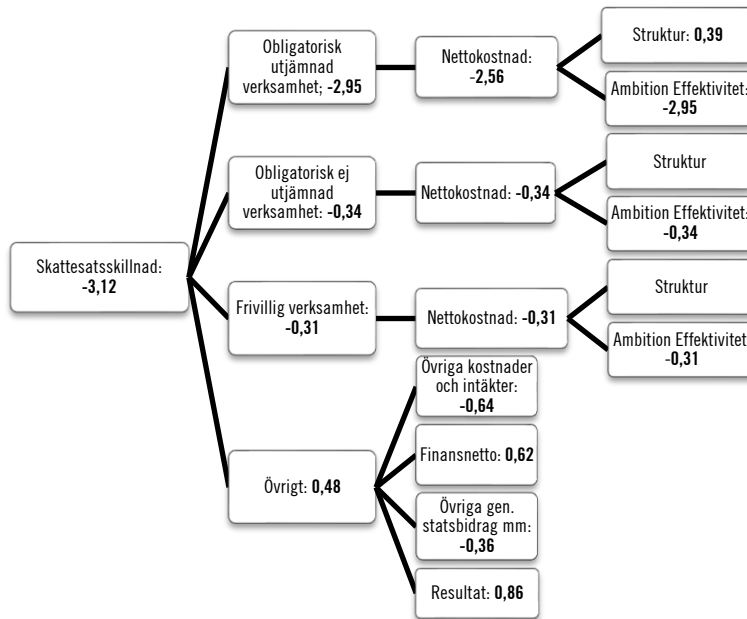 Skattesatsskillnad:
-3,12
Obligatorisk
utjämnad
verksamhet; -2,95
Nettokostnad:
-2,56
Struktur: 0,39
Ambition Effektivitet:
-2,95
Obligatorisk ej
utjämnad
verksamhet: -0,34
Nettokostnad: -0,34
Struktur
Ambition Effektivitet:
-0,34
Frivillig verksamhet:
-0,31
Nettokostnad: -0,31
Struktur
Ambition Effektivitet
-0,31
Övrigt: 0,48
Övriga kostnader
och intäkter:
-0,64
Finansnetto: 0,62
Övriga gen.
statsbidrag mm:
-0,36
Resultat: 0,86